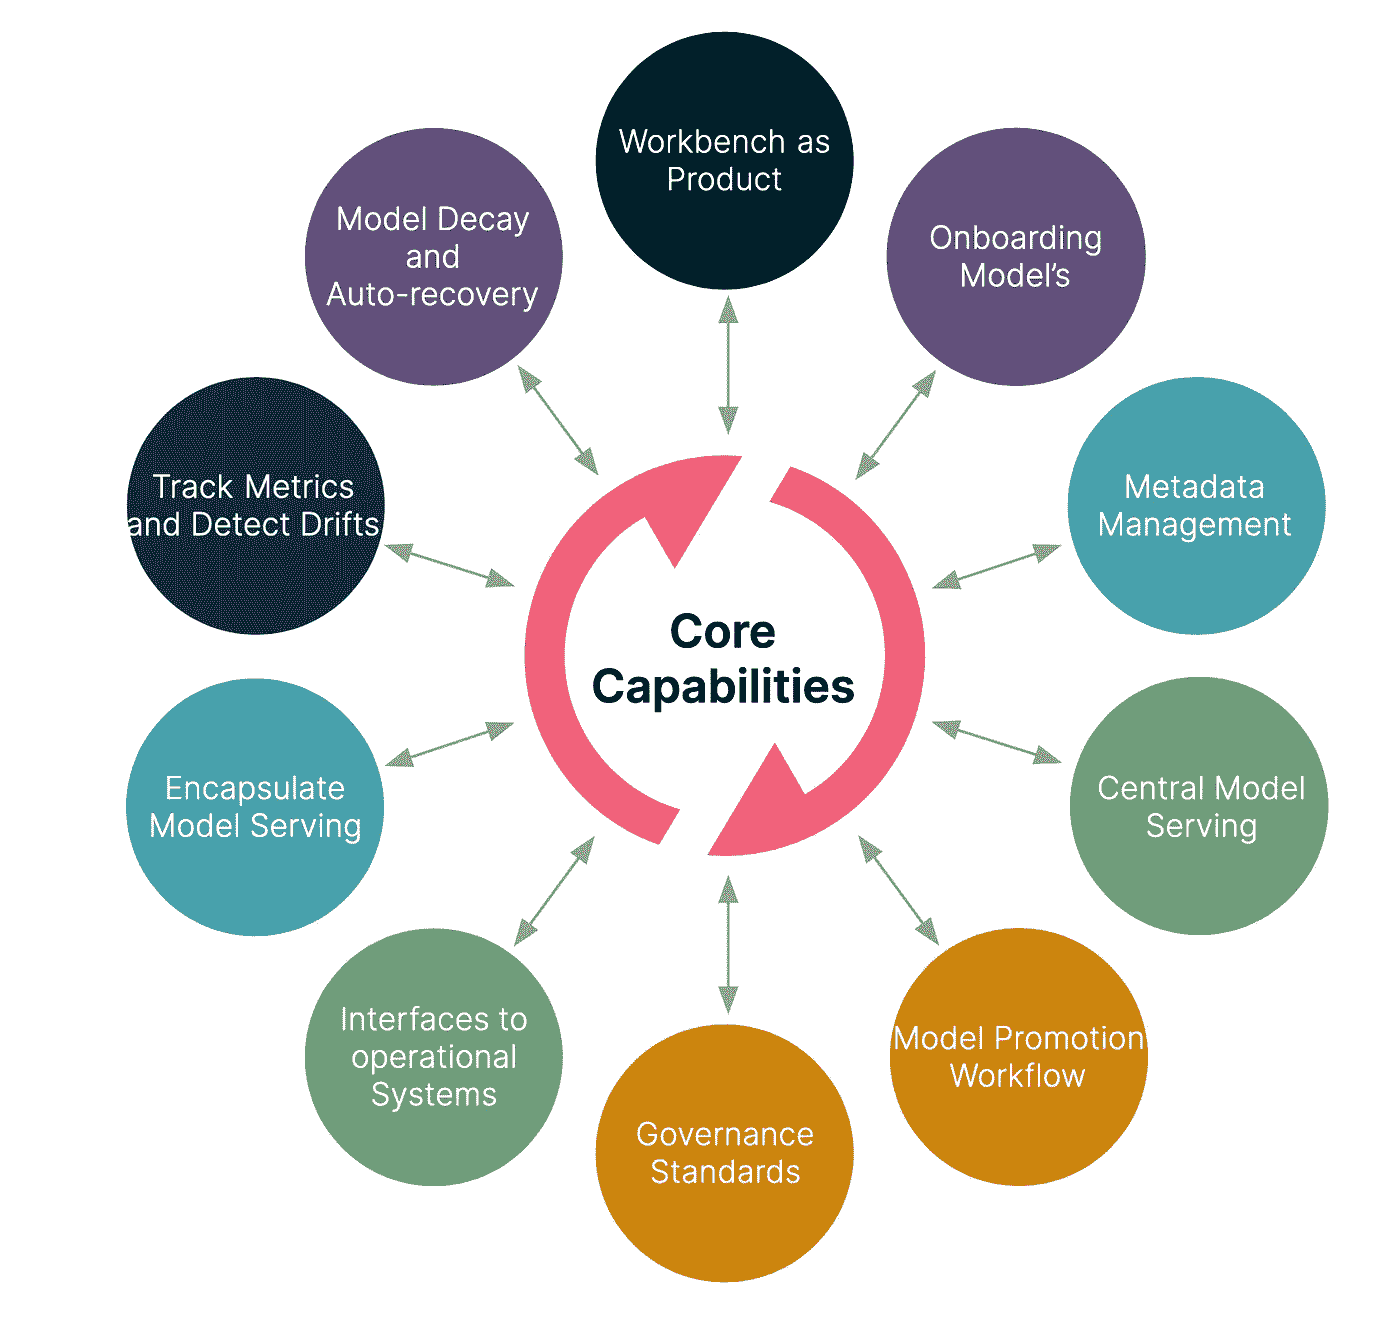 Workbench as
Product
Onboarding
Model’s
Metadata
Management
Central Model
Serving
Model Promotion
Workflow
Governance
Standards
Interfaces to
operational
Systems
Encapsulate
Model Serving
Track Metrics
and Detect Drifts
Model Decay
and
Auto-recovery
Core
Capabilities